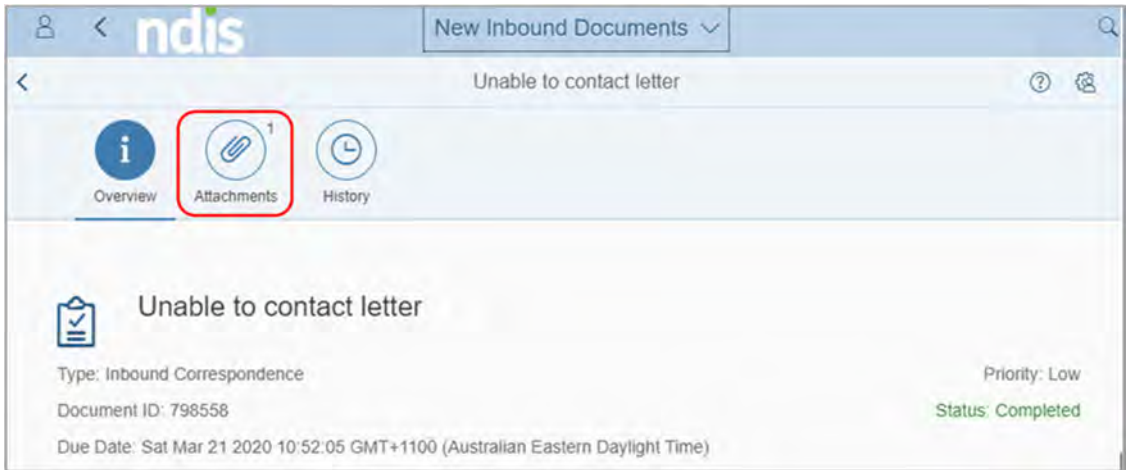 ndis
New Inbound Documents
Unable to contact letter
1
Overview
Attachments
History
Unable to contact letter
Type: Inbound Correspondence
Priority: Low
Document ID: 798558
Status: Completed
Due Date: Sat Mar 21 2020 10:52:05 GMT+1100 (Australian Eastern Daylight Time)